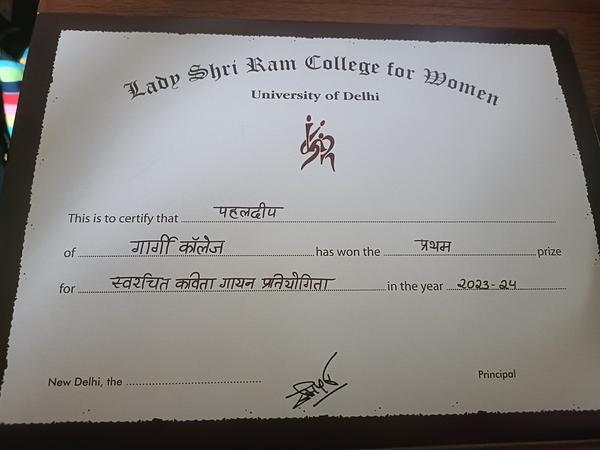 Lady Shri Ram College for Women
University of Delhi
This is to certify that पहलदीप
of गार्गी कॉलेज has won the प्रथम prize
for स्वरचित कविता गायन प्रतियोगिता in the year 2023-24
New Delhi, the
Principal